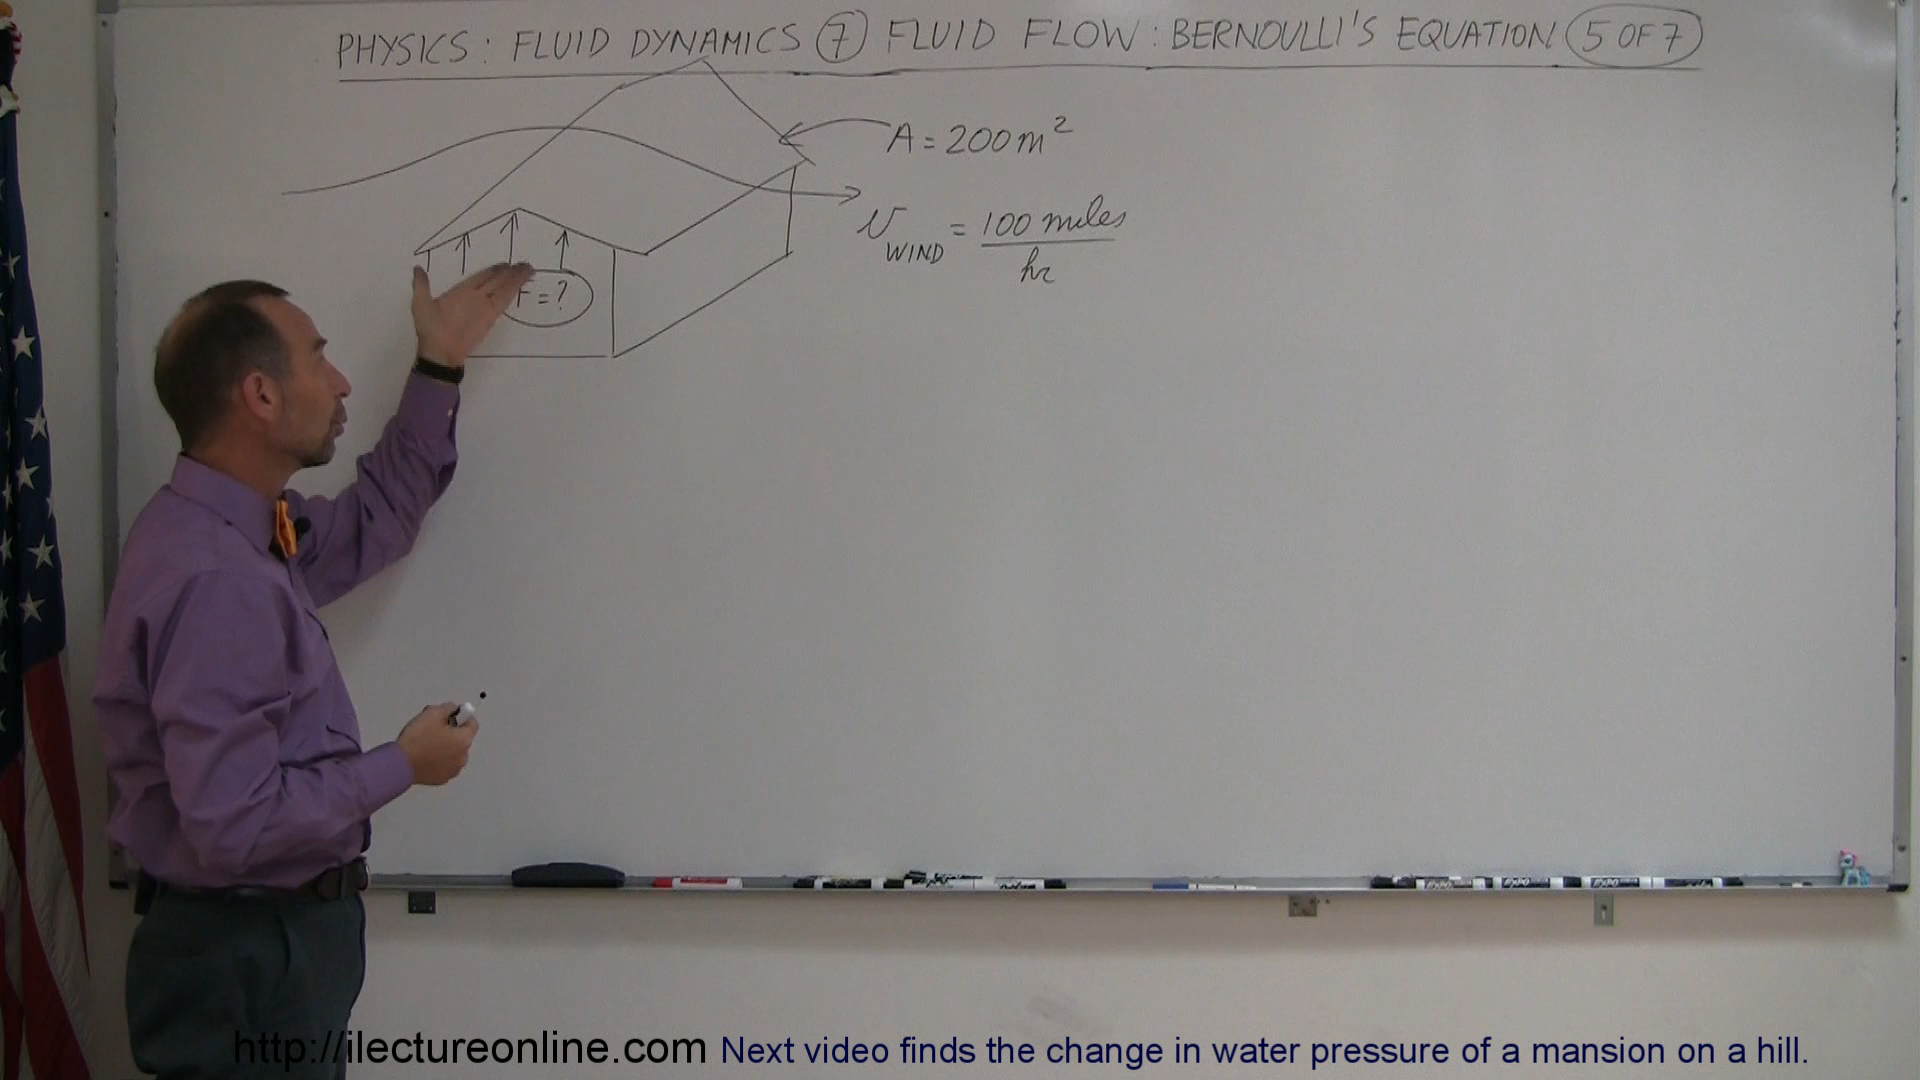 PHYSICS: FLUID DYNAMICS 7 FLUID FLOW: BERNOULLI'S EQUATION 5 OF 7
A = 200 m²
V WIND = 100 miles / hr
F = ?
http://ilectureonline.com Next video finds the change in water pressure of a mansion on a hill.